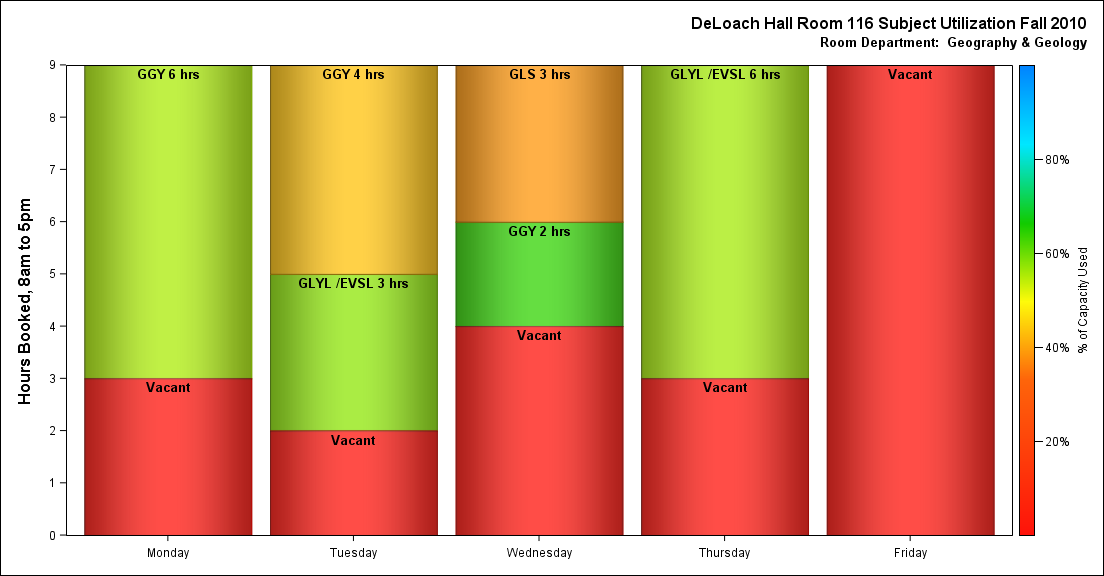 DeLoach Hall Room 116 Subject Utilization Fall 2010
Room Department:  Geography & Geology
Hours Booked, 8am to 5pm
9
8
7
6
5
4
3
2
1
0
GGY 6 hrs
Vacant
GGY 4 hrs
GLYL /EVSL 3 hrs
Vacant
GLS 3 hrs
GGY 2 hrs
Vacant
GLYL /EVSL 6 hrs
Vacant
Vacant
Monday
Tuesday
Wednesday
Thursday
Friday
80%
60%
40%
20%
% of Capacity Used